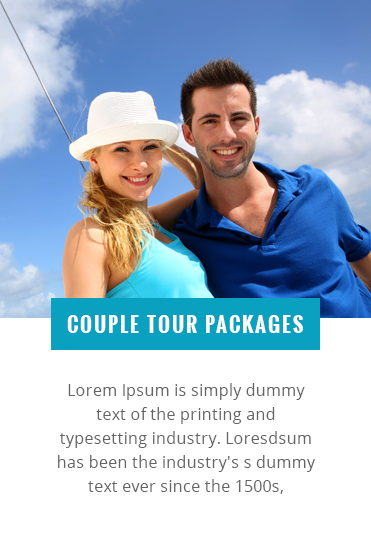 COUPLE TOUR PACKAGES
Lorem Ipsum is simply dummy
text of the printing and
typesetting industry. Loresdsum
has been the industry's s dummy
text ever since the 1500s,